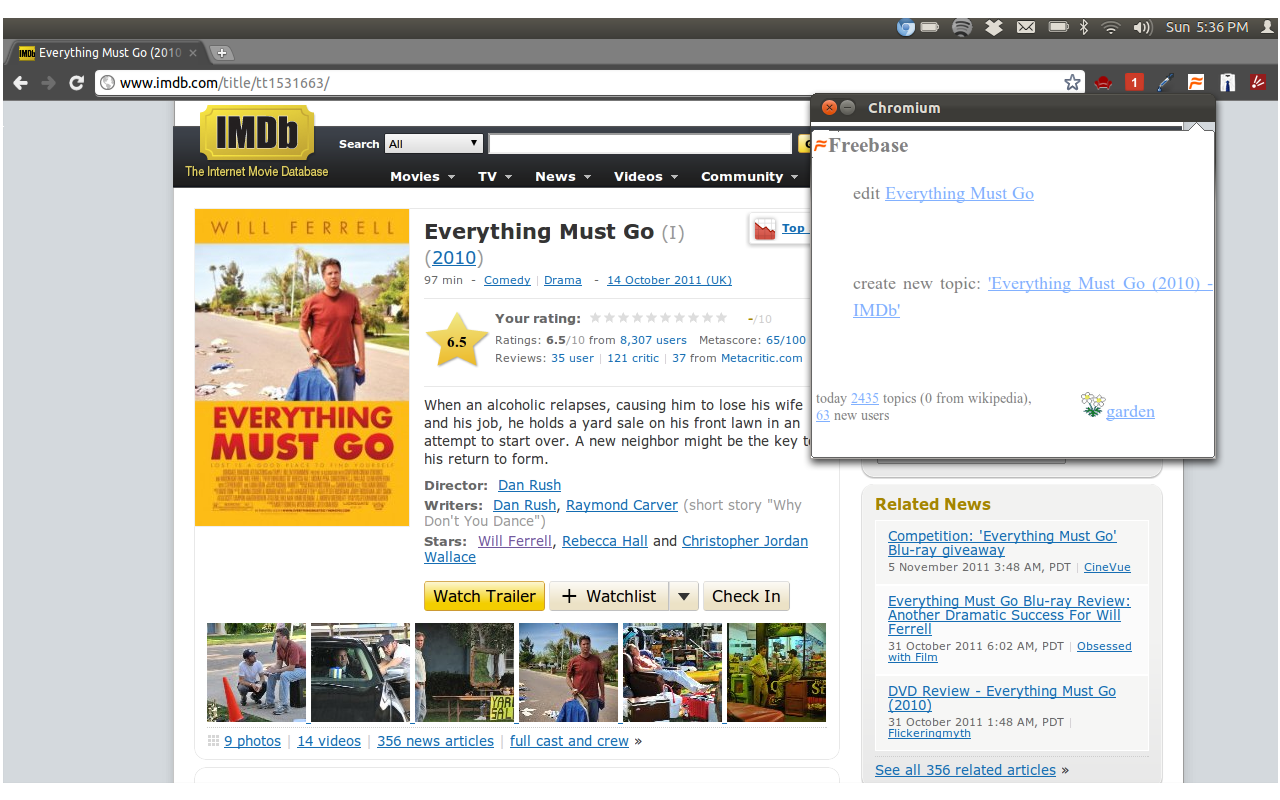 Sun 5:36 PM
Everything Must Go (2010
www.imdb.com/title/tt1531663/
1
Chromium
IMDb
The Internet Movie Database
Search All
Movies TV News Videos Community
Freebase
edit Everything Must Go
create new topic: 'Everything Must Go (2010) -
IMDb'
today 2435 topics (0 from wikipedia),
63 new users
garden
WILL FERRELL
EVERYTHING
MUST GO
Everything Must Go (I)
(2010)
Top
97 min - Comedy | Drama - 14 October 2011 (UK)
6.5
Your rating: -/10
Ratings: 6.5/10 from 8,307 users Metascore: 65/100
Reviews: 35 user | 121 critic | 37 from Metacritic.com
When an alcoholic relapses, causing him to lose his wife
and his job, he holds a yard sale on his front lawn in an
attempt to start over. A new neighbor might be the key t
his return to form.
Director: Dan Rush
Writers: Dan Rush, Raymond Carver (short story "Why
Don't You Dance")
Stars: Will Ferrell, Rebecca Hall and Christopher Jordan
Wallace
Watch Trailer + Watchlist Check In
YARD
SALE
9 photos | 14 videos | 356 news articles | full cast and crew »
Related News
Competition: 'Everything Must Go'
Blu-ray giveaway
5 November 2011 3:48 AM, PDT | CineVue
Everything Must Go Blu-ray Review:
Another Dramatic Success For Will
Ferrell
31 October 2011 6:02 AM, PDT | Obsessed
with Film
DVD Review - Everything Must Go
(2010)
31 October 2011 1:48 AM, PDT |
Flickeringmyth
See all 356 related articles »